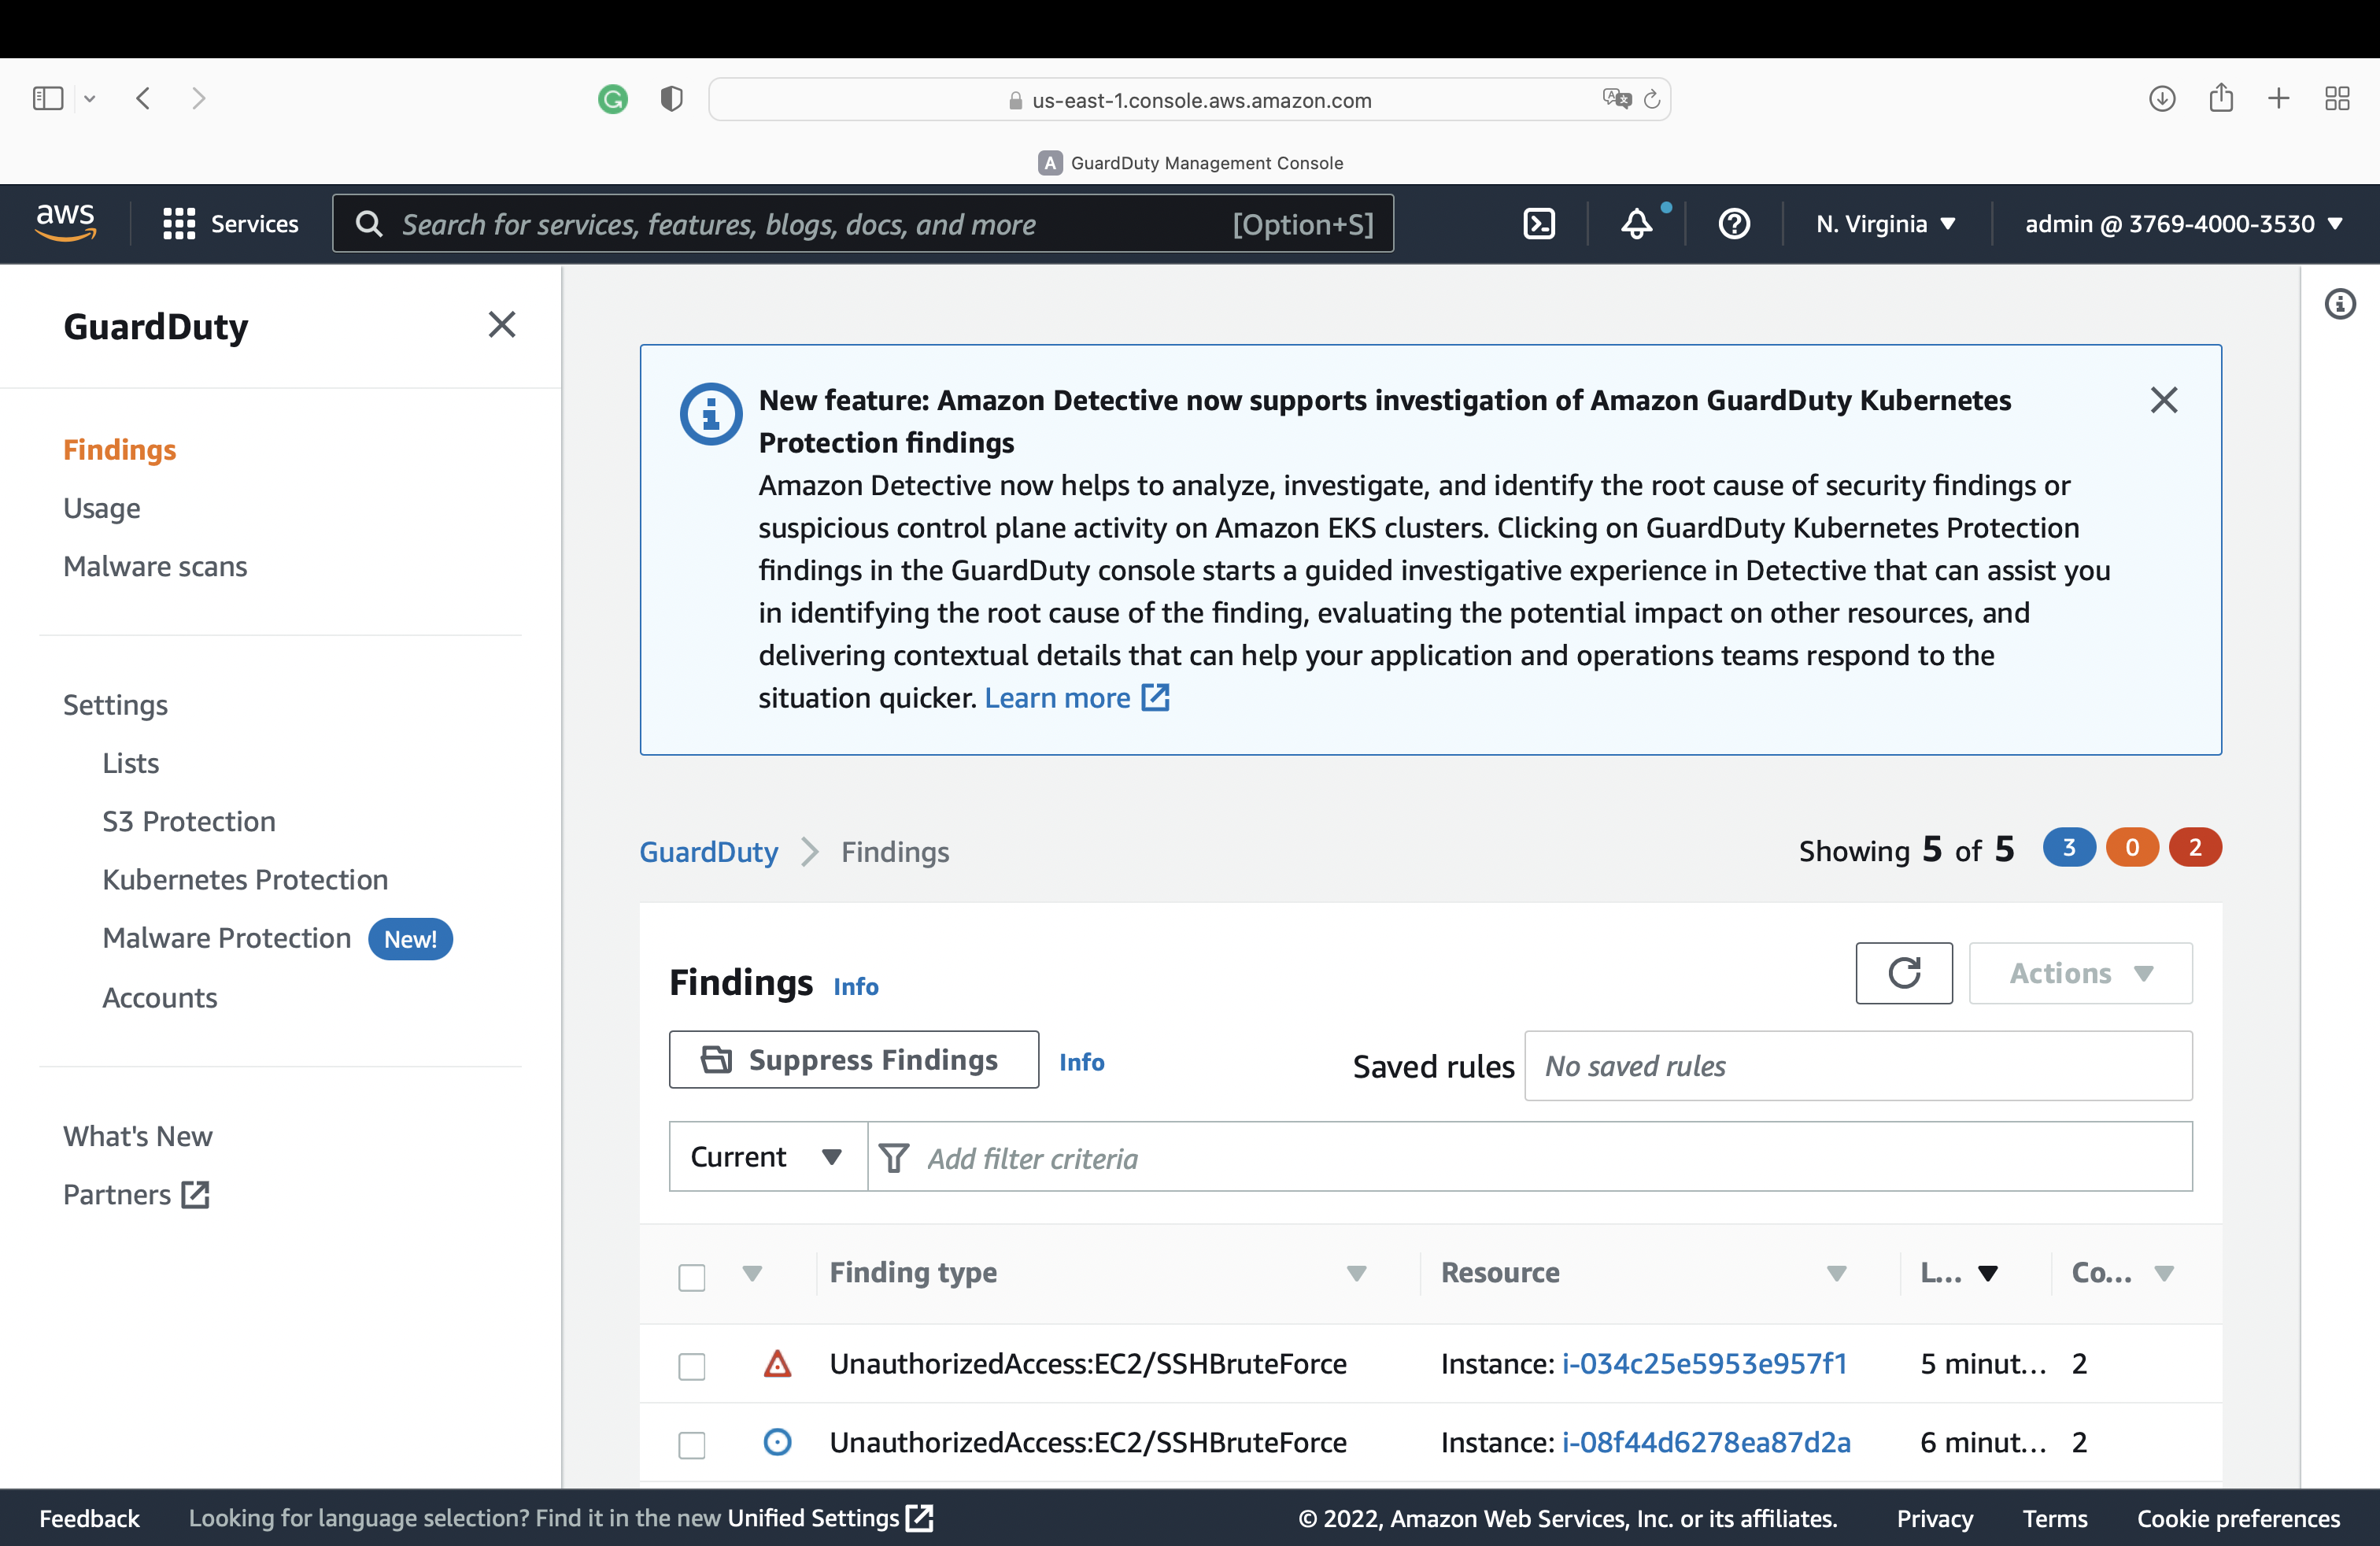 us-east-1.console.aws.amazon.com
A GuardDuty Management Console
aws Services Search for services, features, blogs, docs, and more [Option+S] N. Virginia admin @ 3769-4000-3530
GuardDuty
Findings
Usage
Malware scans
Settings
Lists
S3 Protection
Kubernetes Protection
Malware Protection New!
Accounts
What's New
Partners
New feature: Amazon Detective now supports investigation of Amazon GuardDuty Kubernetes
Protection findings
Amazon Detective now helps to analyze, investigate, and identify the root cause of security findings or
suspicious control plane activity on Amazon EKS clusters. Clicking on GuardDuty Kubernetes Protection
findings in the GuardDuty console starts a guided investigative experience in Detective that can assist you
in identifying the root cause of the finding, evaluating the potential impact on other resources, and
delivering contextual details that can help your application and operations teams respond to the
situation quicker. Learn more
GuardDuty Findings Showing 5 of 5 3 0 2
Findings Info Actions
Suppress Findings Info Saved rules No saved rules
Current Add filter criteria
Finding type Resource L... Co...
UnauthorizedAccess:EC2/SSHBruteForce Instance: i-034c25e5953e957f1 5 minut... 2
UnauthorizedAccess:EC2/SSHBruteForce Instance: i-08f44d6278ea87d2a 6 minut... 2
Feedback Looking for language selection? Find it in the new Unified Settings © 2022, Amazon Web Services, Inc. or its affiliates. Privacy Terms Cookie preferences